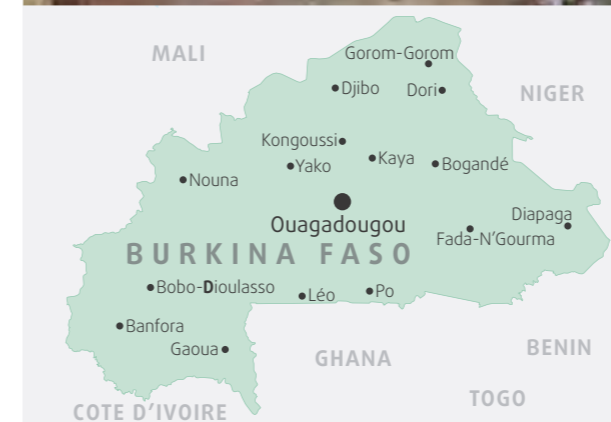 MALI
Gorom-Gorom
Djibo
Dori
NIGER
Kongoussi
Yako
Kaya
Bogandé
Nouna
Ouagadougou
Diapaga
Fada-N’Gourma
BURKINA FASO
Bobo-Dioulasso
Léo
Po
Banfora
Gaoua
GHANA
BENIN
TOGO
COTE D’IVOIRE